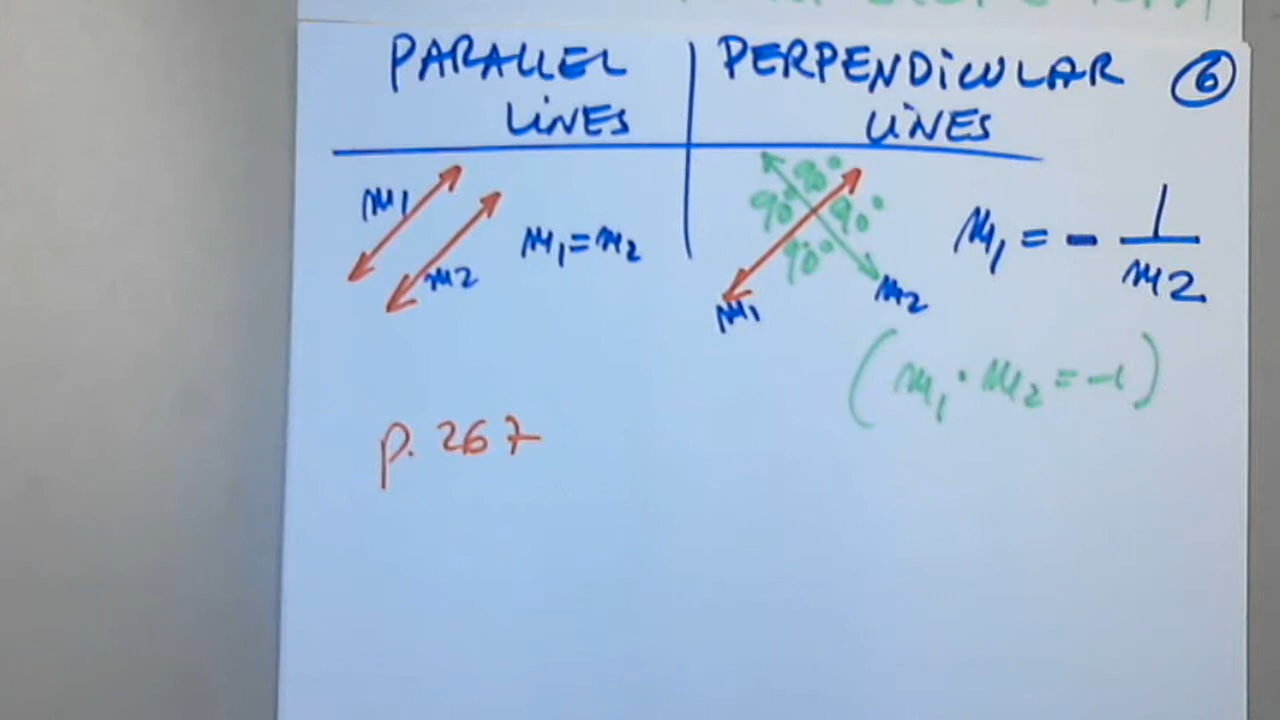 PARALLEL LINES
PERPENDICULAR LINES
6
m1
m2
m₁=m₂
90°
90°
90°
90°
m₁
m2
m₁ = - 1/m2
(m₁ · m₂ = -1)
p. 267